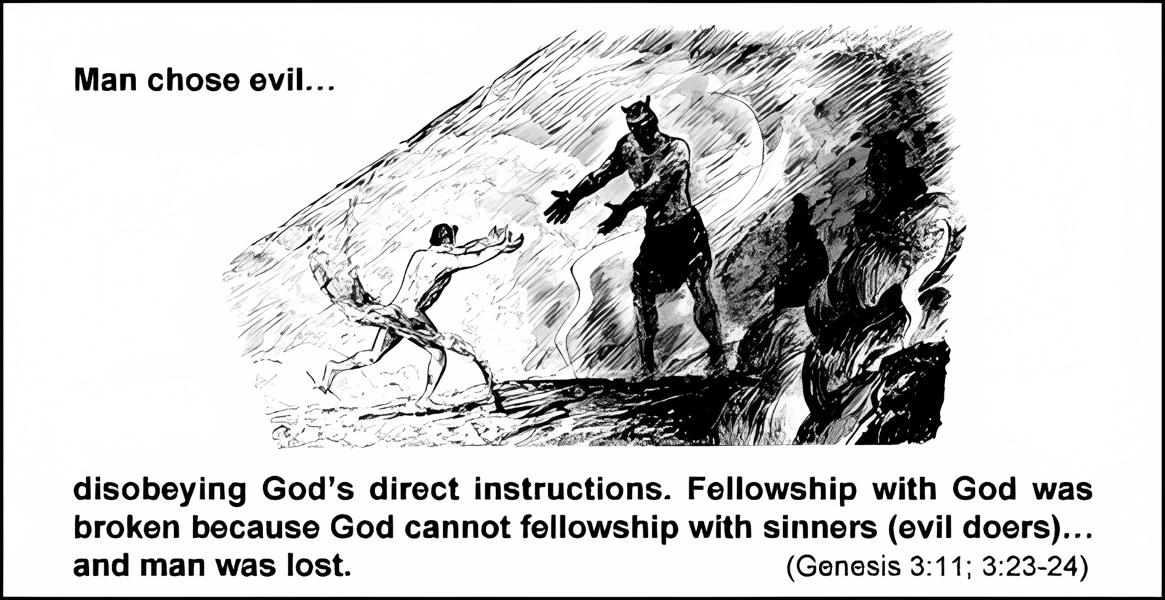 Man chose evil...
disobeying God's direct instructions. Fellowship with God was
broken because God cannot fellowship with sinners (evil doers)...
and man was lost. (Genesis 3:11; 3:23-24)